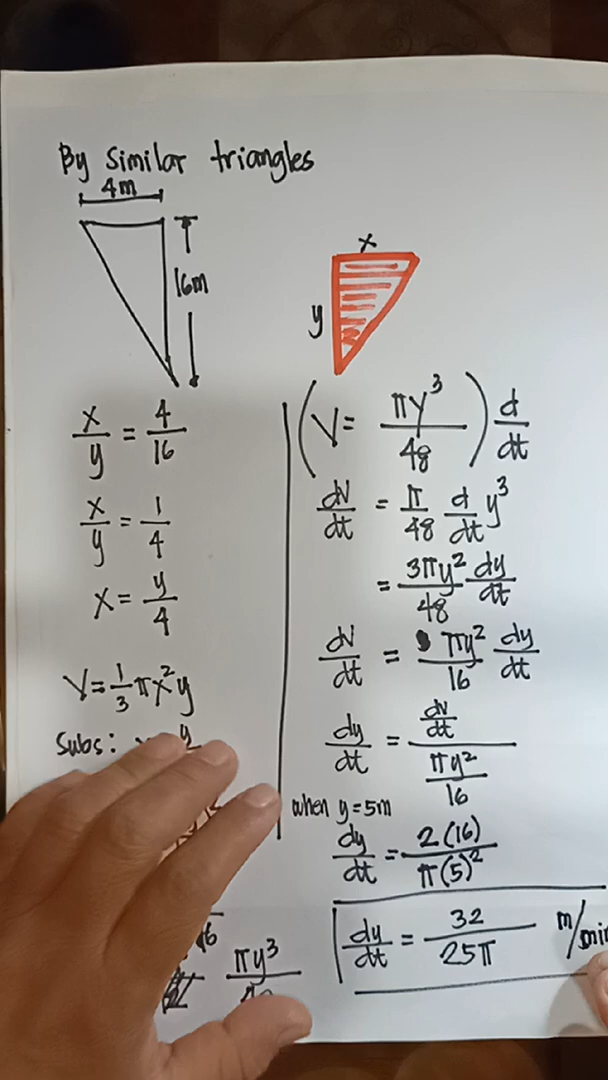 By similar triangles
4m
16m
x
y
x/y = 4/16
x/y = 1/4
x = y/4
V = 1/3 πx²y
Subs:
πy³
(V = πy³/48) d/dt
dV/dt = π/48 d/dt y³
= 3πy²/48 dy/dt
dV/dt = πy²/16 dy/dt
dy/dt = dV/dt / πy²/16
when y = 5m
dy/dt = 2(16)/π(5)²
dy/dt = 32/25π m/min